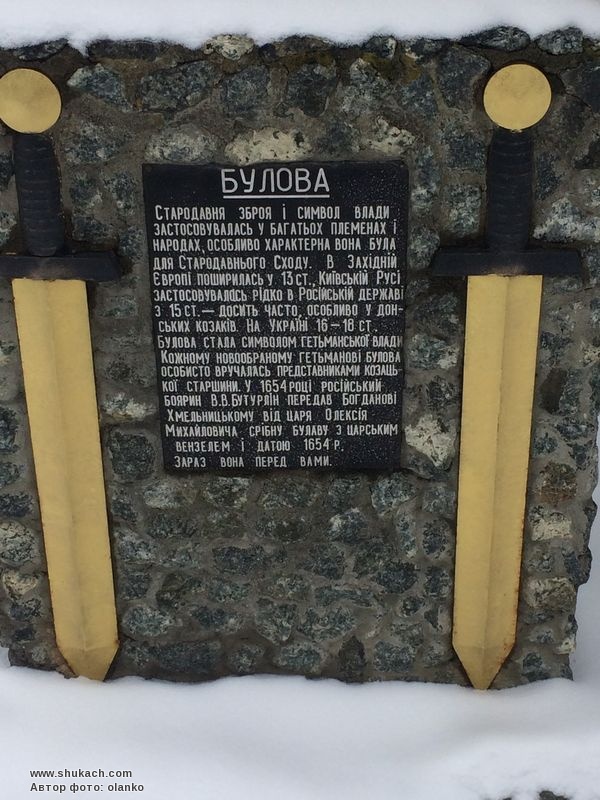 БУЛОВА
СТАРОДАВНЯ ЗБРОЯ І СИМВОЛ ВЛАДИ
ЗАСТОСОВУВАЛАСЬ У БАГАТЬОХ ПЛЕМЕНАХ І
НАРОДАХ, ОСОБЛИВО ХАРАКТЕРНА ВОНА БУЛА
ДЛЯ СТАРОДАВНЬОГО СХОДУ. В ЗАХІДНІЙ
ЄВРОПІ ПОШИРИЛАСЬ У 13 СТ., КИЇВСЬКІЙ РУСІ
ЗАСТОСОВУВАЛОСЬ РІДКО В РОСІЙСЬКІЙ ДЕРЖАВІ
З 15 СТ. — ДОСИТЬ ЧАСТО, ОСОБЛИВО У ДОН-
СЬКИХ КОЗАКІВ. НА УКРАЇНІ 16-18 СТ.
БУЛОВА СТАЛА СИМВОЛОМ ГЕТЬМАНСЬКОЇ ВЛАДИ
КОЖНОМУ НОВООБРАНОМУ ГЕТЬМАНОВІ БУЛОВА
ОСОБИСТО ВРУЧАЛАСЬ ПРЕДСТАВНИКАМИ КОЗАЦЬ-
КОЇ СТАРШИНИ. У 1654 РОЦІ РОСІЙСЬКИЙ
БОЯРИН В.В.БУТУРЛІН ПЕРЕДАВ БОГДАНОВІ
ХМЕЛЬНИЦЬКОМУ ВІД ЦАРЯ ОЛЕКСІЯ
МИХАЙЛОВИЧА СРІБНУ БУЛАВУ З ЦАРСЬКИМ
ВЕНЗЕЛЕМ І ДАТОЮ 1654 Р.
ЗАРАЗ ВОНА ПЕРЕД ВАМИ.
www.shukach.com
Автор фото: olanko